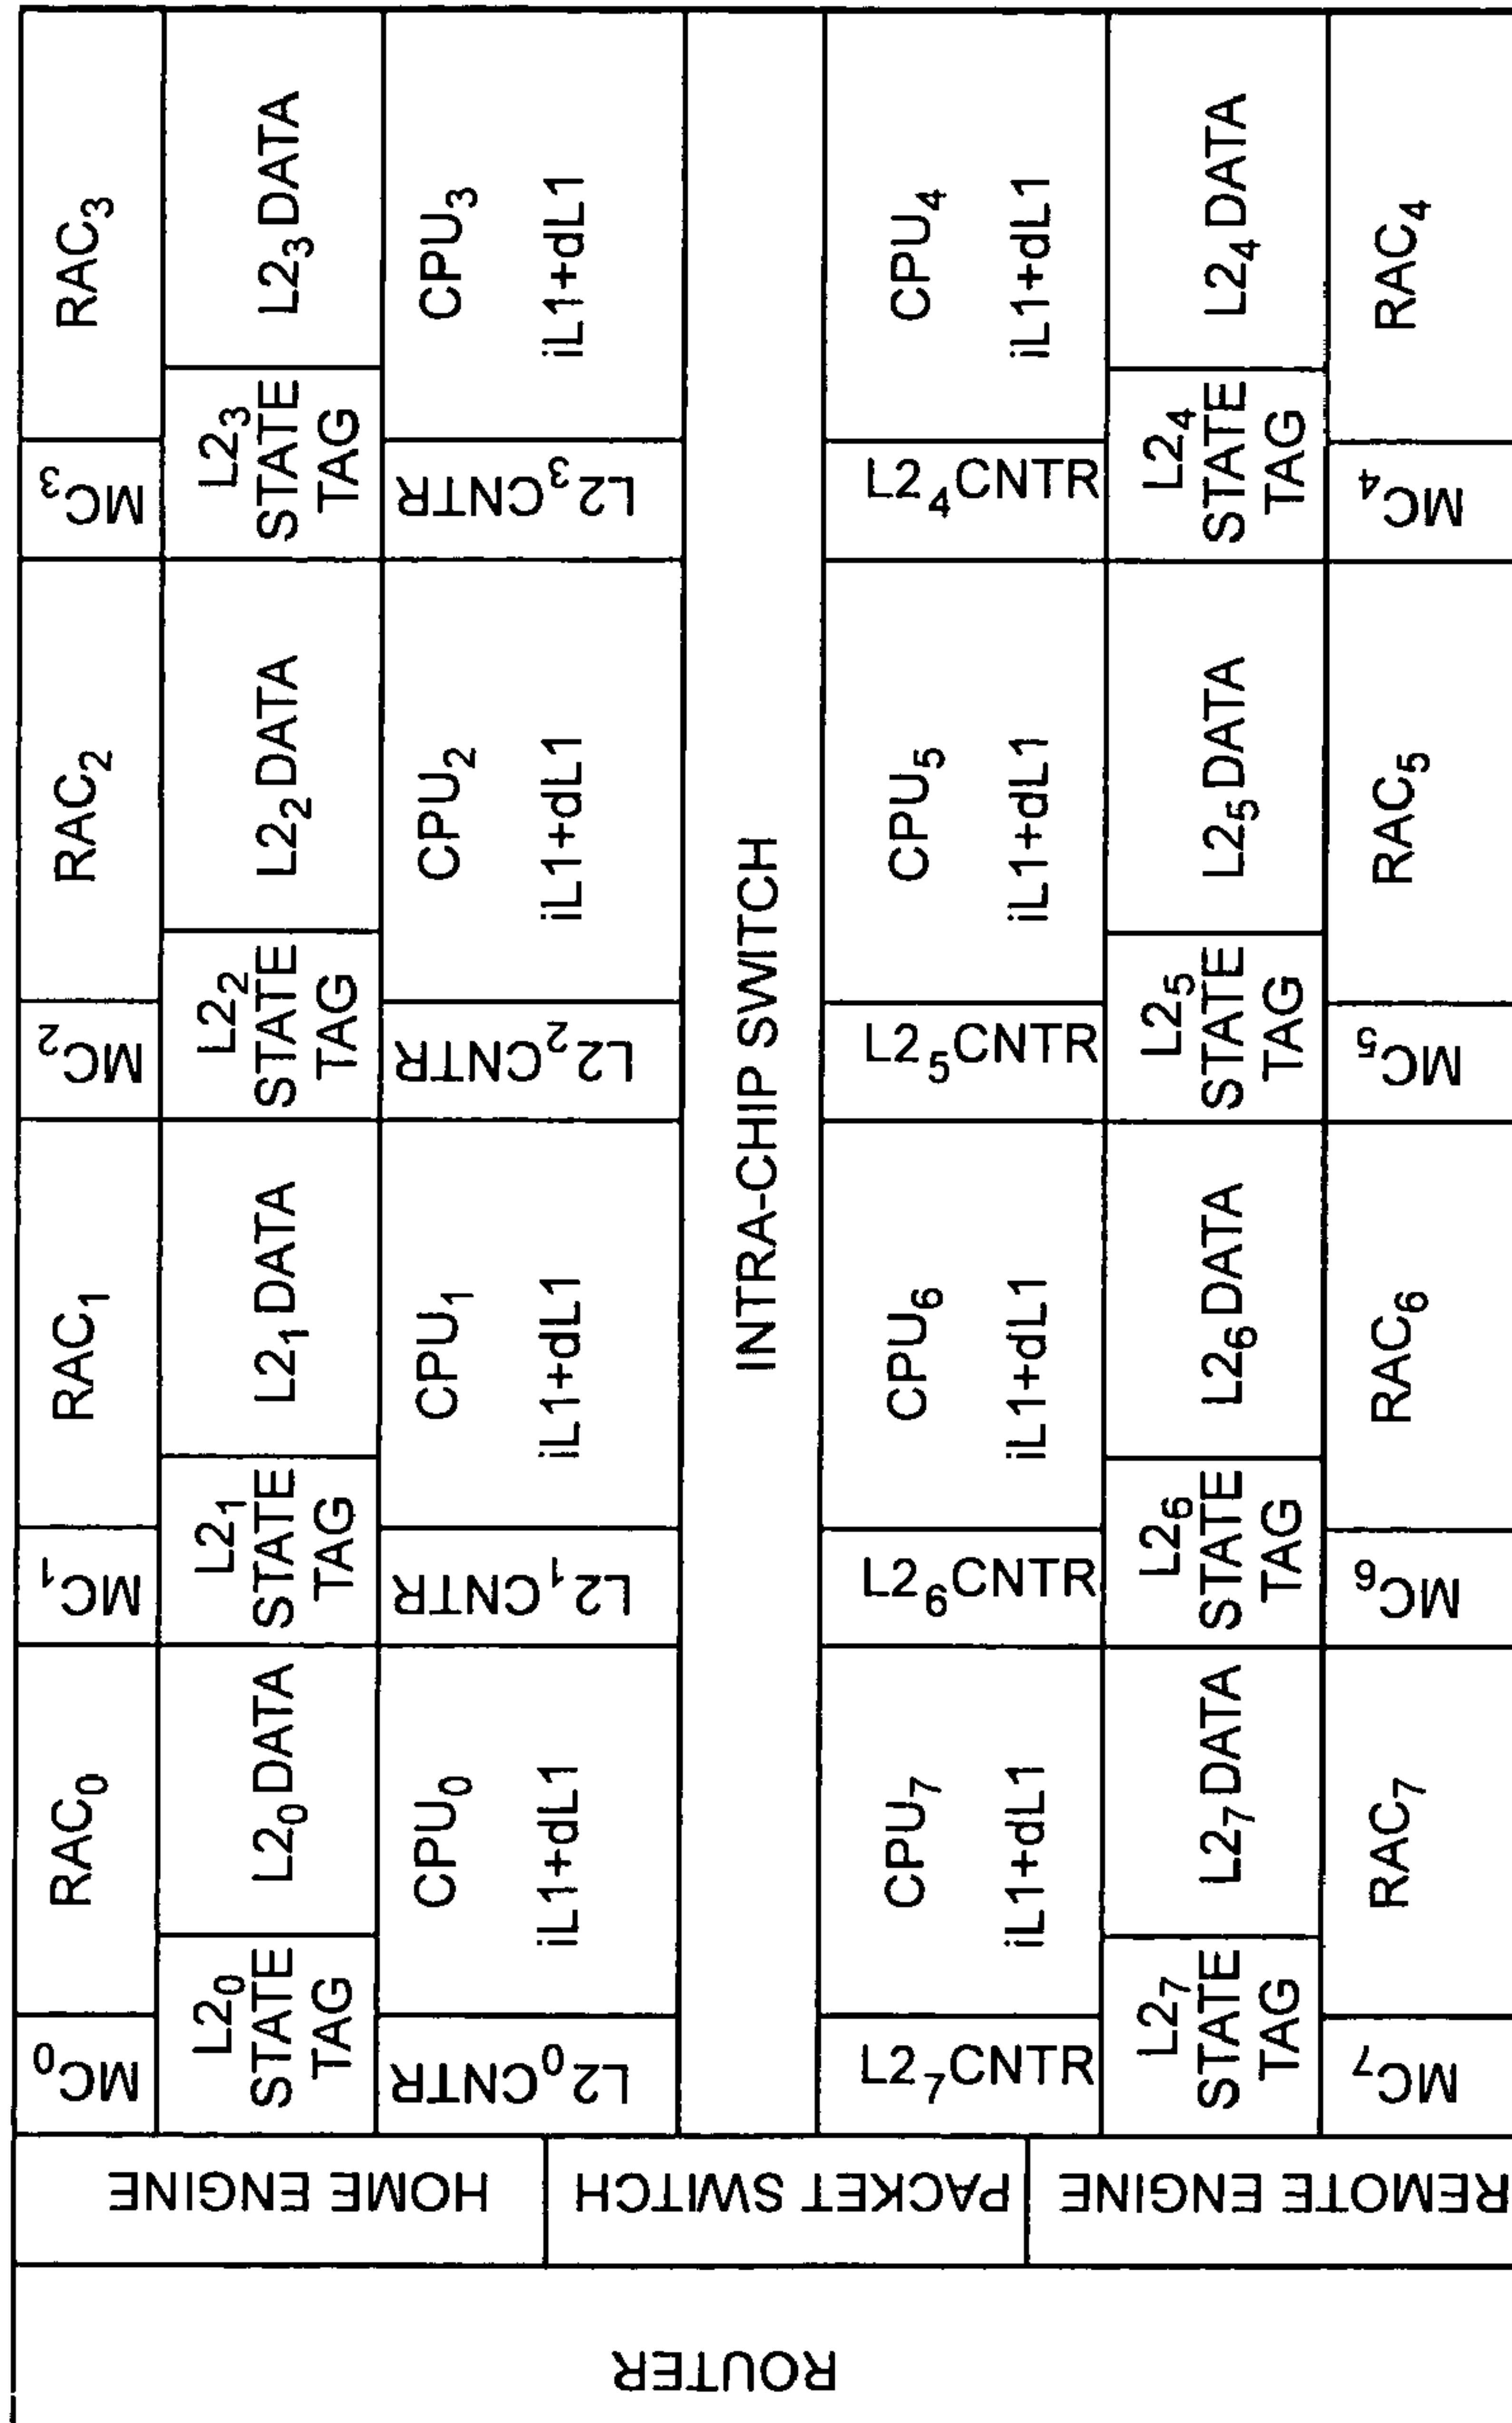 MC₀
RAC₀
MC₁
RAC₁
MC₂
RAC₂
MC₃
RAC₃
L2₀
STATE
TAG
L2₀ DATA
L2₁
STATE
TAG
L2₁ DATA
L2₂
STATE
TAG
L2₂ DATA
L2₃
STATE
TAG
L2₃ DATA
L2₀CNTR
CPU₀
iL1+dL1
L2₁CNTR
CPU₁
iL1+dL1
L2₂CNTR
CPU₂
iL1+dL1
L2₃CNTR
CPU₃
iL1+dL1
INTRA-CHIP SWITCH
L2₇CNTR
CPU₇
iL1+dL1
L2₆CNTR
CPU₆
iL1+dL1
L2₅CNTR
CPU₅
iL1+dL1
L2₄CNTR
CPU₄
iL1+dL1
L2₇
STATE
TAG
L2₇ DATA
L2₆
STATE
TAG
L2₆ DATA
L2₅
STATE
TAG
L2₅ DATA
L2₄
STATE
TAG
L2₄ DATA
MC₇
RAC₇
MC₆
RAC₆
MC₅
RAC₅
MC₄
RAC₄
HOME ENGINE
PACKET SWITCH
REMOTE ENGINE
ROUTER